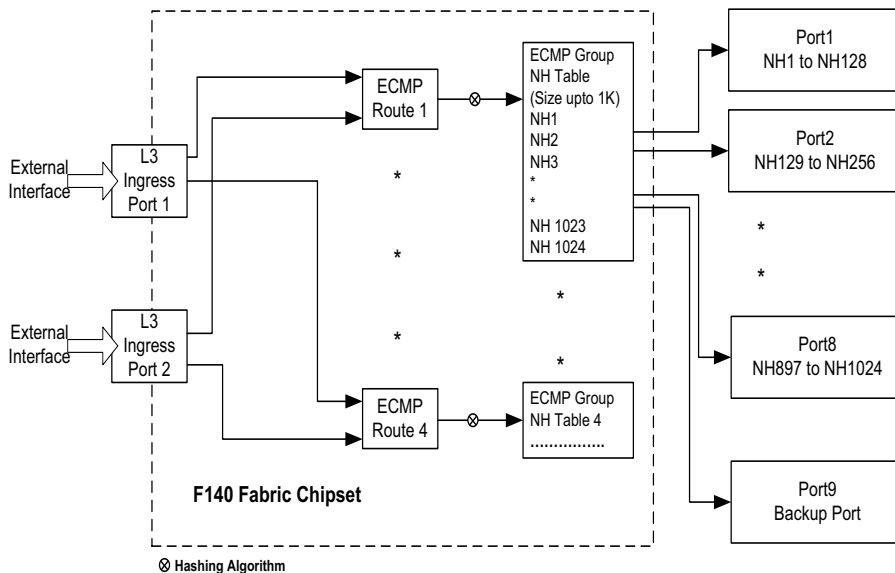 External
Interface
L3
Ingress
Port 1
External
Interface
L3
Ingress
Port 2
ECMP
Route 1
*
*
*
ECMP
Route 4
ECMP Group
NH Table
(Size upto 1K)
NH1
NH2
NH3
*
*
NH 1023
NH 1024
*
*
ECMP Group
NH Table 4
................
Port1
NH1 to NH128
Port2
NH129 to NH256
*
*
Port8
NH897 to NH1024
Port9
Backup Port
F140 Fabric Chipset
⊗ Hashing Algorithm